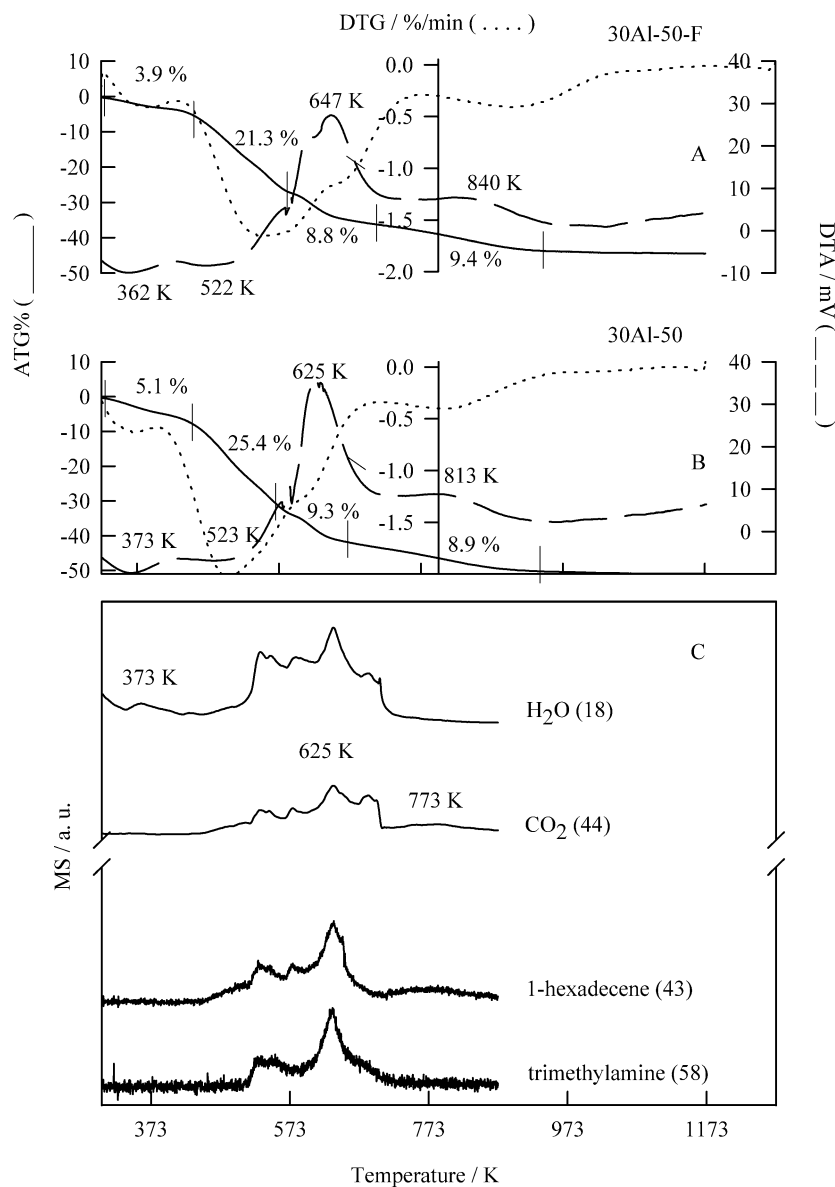 DTG / %/min ( . . . . )
30Al-50-F
10
0
-10
-20
-30
-40
-50
0.0
-0.5
-1.0
-1.5
-2.0
40
30
20
10
0
-10
3.9 %
647 K
21.3 %
A
840 K
8.8 %
9.4 %
362 K
522 K
ATG% ( ____ )
DTA / mV ( _ _ _ )
30Al-50
10
0
-10
-20
-30
-40
-50
0.0
-0.5
-1.0
-1.5
40
30
20
10
0
5.1 %
625 K
25.4 %
B
813 K
9.3 %
523 K
373 K
8.9 %
C
373 K
H2O (18)
625 K
773 K
CO2 (44)
MS / a. u.
1-hexadecene (43)
trimethylamine (58)
373
573
773
973
1173
Temperature / K